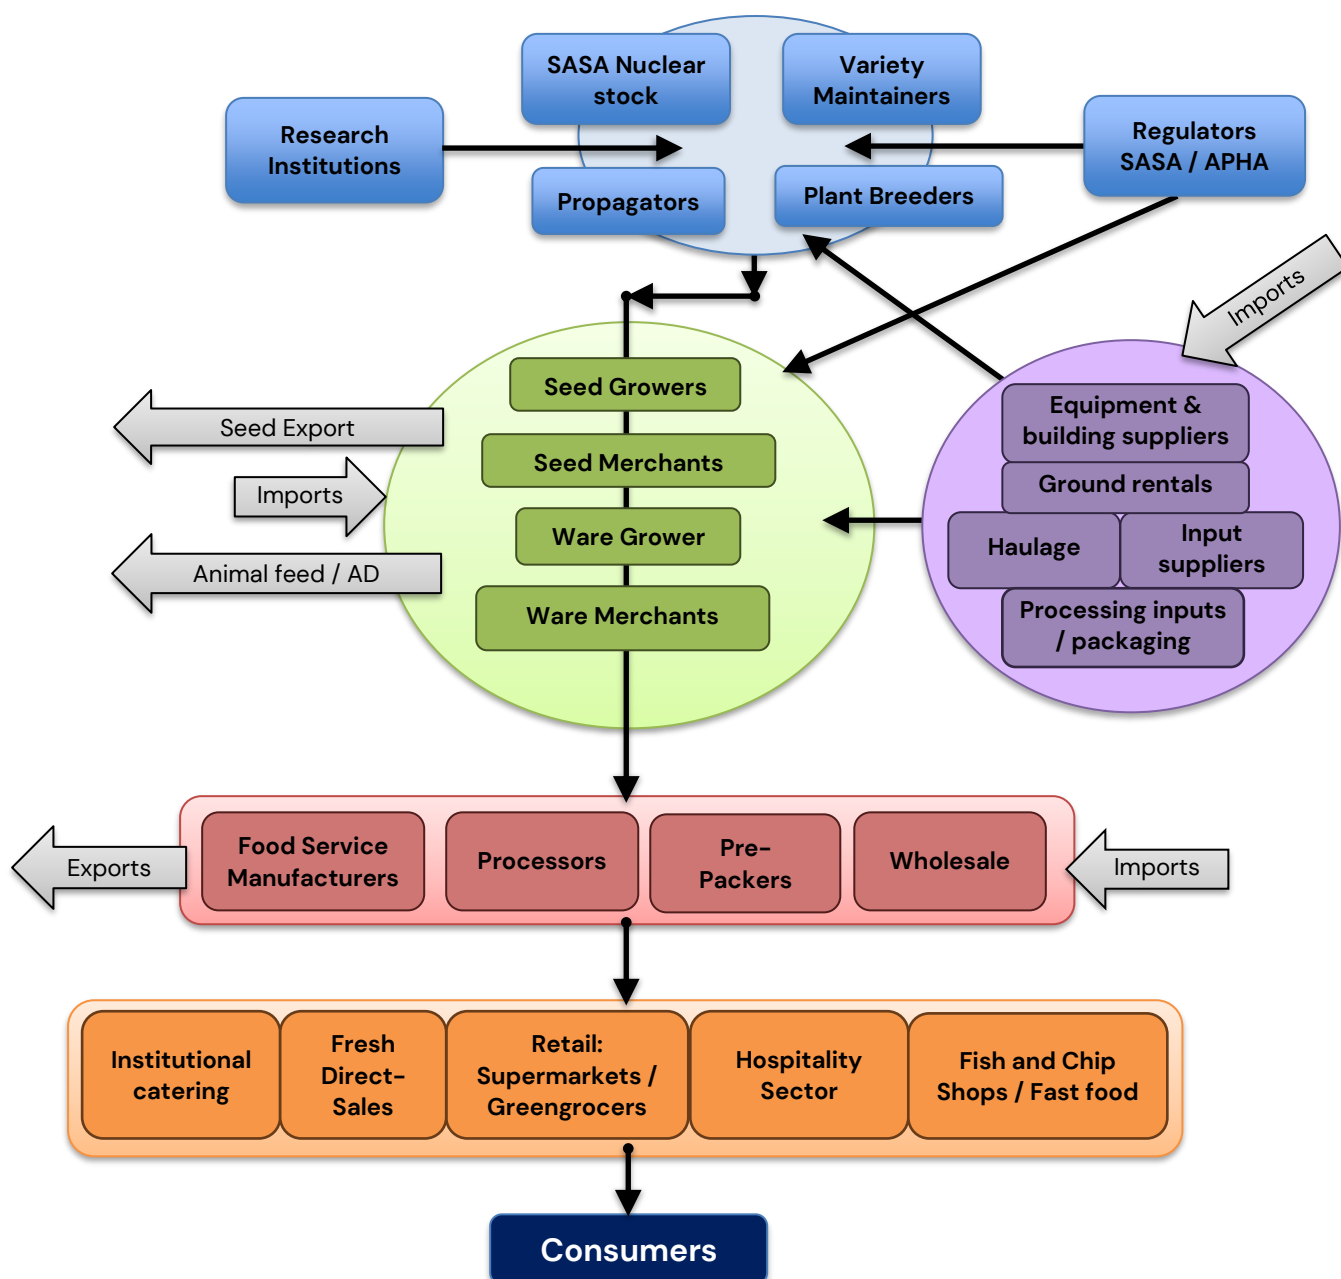 SASA Nuclear
stock
Variety
Maintainers
Research
Institutions
Regulators
SASA / APHA
Propagators
Plant Breeders
Imports
Seed Growers
Seed Export
Seed Merchants
Imports
Ware Grower
Animal feed / AD
Ware Merchants
Equipment &
building suppliers
Ground rentals
Haulage
Input
suppliers
Processing inputs
/ packaging
Exports
Food Service
Manufacturers
Processors
Pre-
Packers
Wholesale
Imports
Institutional
catering
Fresh
Direct-
Sales
Retail:
Supermarkets /
Greengrocers
Hospitality
Sector
Fish and Chip
Shops / Fast food
Consumers